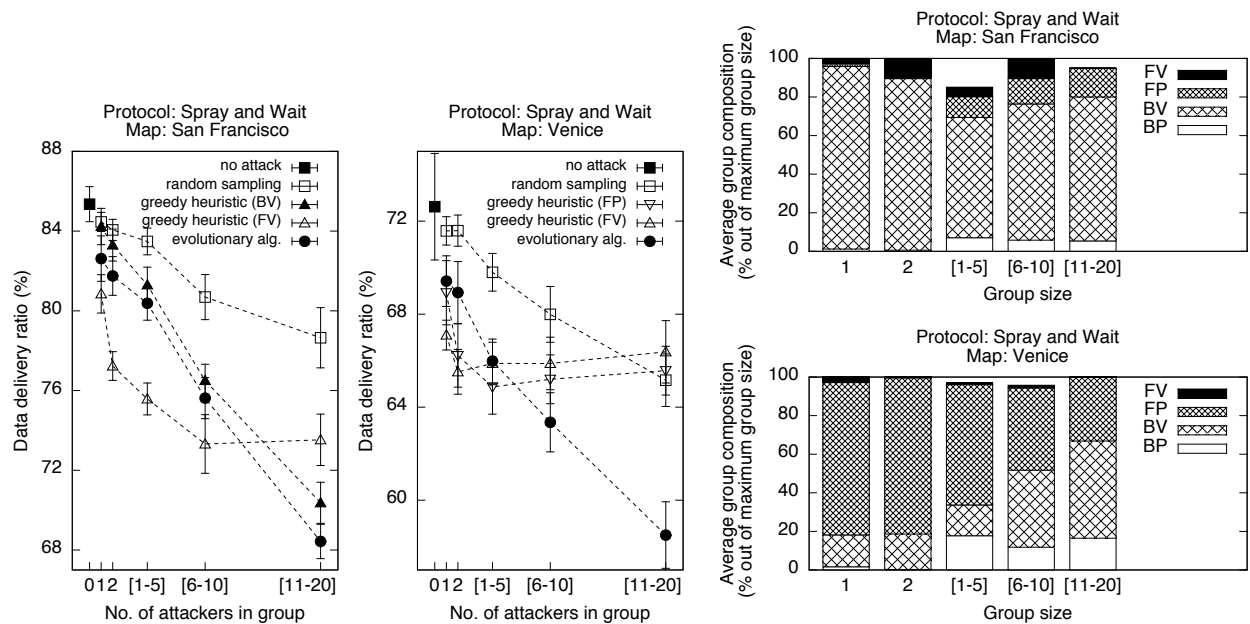 Protocol: Spray and Wait
Map: San Francisco
88
84
80
76
72
68
Data delivery ratio (%)
no attack
random sampling
greedy heuristic (BV)
greedy heuristic (FV)
evolutionary alg.
0 1 2 [1-5] [6-10] [11-20]
No. of attackers in group
Protocol: Spray and Wait
Map: Venice
72
68
64
60
Data delivery ratio (%)
no attack
random sampling
greedy heuristic (FP)
greedy heuristic (FV)
evolutionary alg.
0 1 2 [1-5] [6-10] [11-20]
No. of attackers in group
Protocol: Spray and Wait
Map: San Francisco
Average group composition
(% out of maximum group size)
100
80
60
40
20
0
FV
FP
BV
BP
1 2 [1-5] [6-10] [11-20]
Group size
Protocol: Spray and Wait
Map: Venice
Average group composition
(% out of maximum group size)
100
80
60
40
20
0
FV
FP
BV
BP
1 2 [1-5] [6-10] [11-20]
Group size